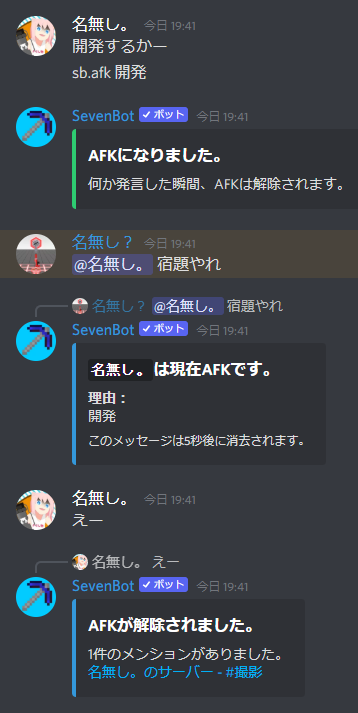 名無し。 今日 19:41
開発するかー
sb.afk 開発
SevenBot ✓ボット 今日 19:41
AFKになりました。
何か発言した瞬間、AFKは解除されます。
名無し？ 今日 19:41
@名無し。 宿題やれ
名無し？ @名無し。 宿題やれ
SevenBot ✓ボット 今日 19:41
名無し。は現在AFKです。
理由：
開発
このメッセージは5秒後に消去されます。
名無し。 今日 19:41
えー
名無し。 えー
SevenBot ✓ボット 今日 19:41
AFKが解除されました。
1件のメンションがありました。
名無し。のサーバー - #撮影